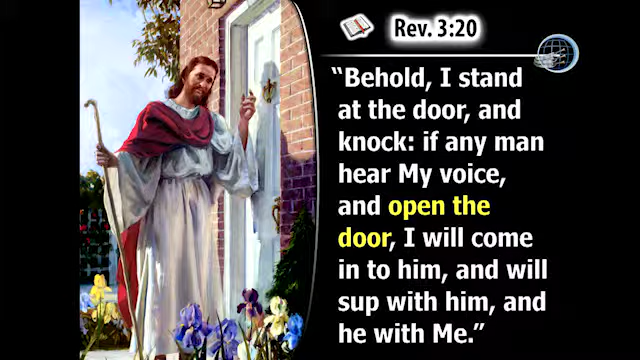 Rev. 3:20
“Behold, I stand
at the door, and
knock: if any man
hear My voice,
and open the
door, I will come
in to him, and will
sup with him, and
he with Me.”